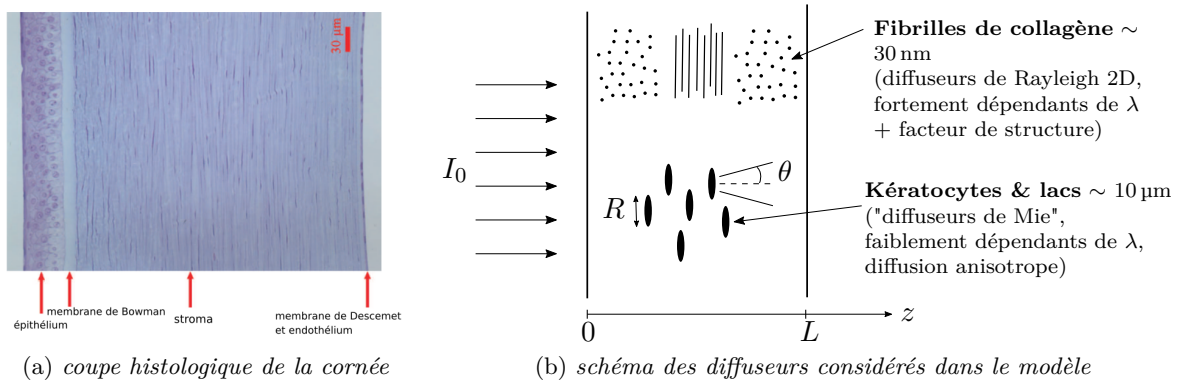 30 µm
épithélium
membrane de Bowman
stroma
membrane de Descemet
et endothélium
(a) coupe histologique de la cornée
I₀
R
θ
0
L
z
Fibrilles de collagène ∼
30 nm
(diffuseurs de Rayleigh 2D,
fortement dépendants de λ
+ facteur de structure)
Kératocytes & lacs ∼ 10 µm
("diffuseurs de Mie",
faiblement dépendants de λ,
diffusion anisotrope)
(b) schéma des diffuseurs considérés dans le modèle